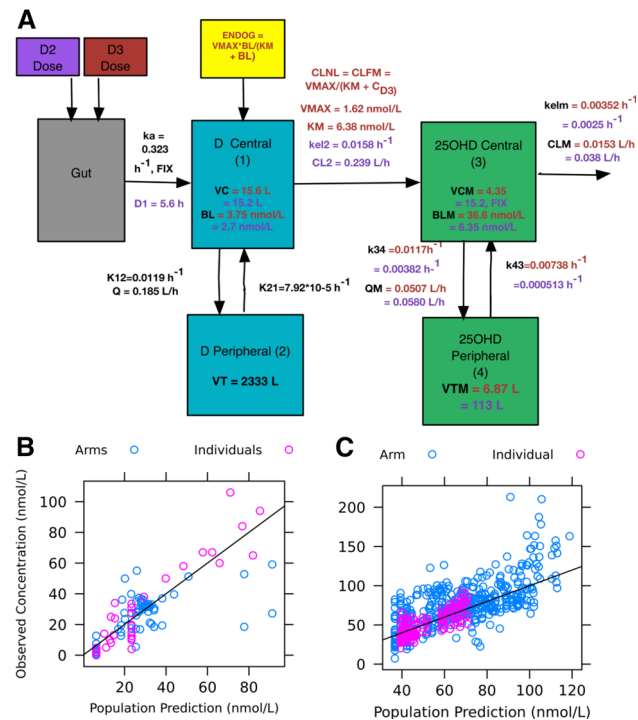 A
D2
Dose
D3
Dose
ENDOG =
VMAX*BL/(KM
+ BL)
CLNL = CLFM =
VMAX/(KM + CD3)
VMAX = 1.62 nmol/L
KM = 6.38 nmol/L
kel2 = 0.0158 h-1
CL2 = 0.239 L/h
kelm = 0.00352 h-1
= 0.0025 h-1
CLM = 0.0153 L/h
= 0.038 L/h
Gut
ka =
0.323
h-1, FIX
D1 = 5.6 h
D Central
(1)
VC = 15.6 L
= 15.2 L
BL = 3.75 nmol/L
= 2.7 nmol/L
25OHD Central
(3)
VCM = 4.35
= 15.2, FIX
BLM = 36.6 nmol/L
= 6.35 nmol/L
K12=0.0119 h-1
Q = 0.185 L/h
K21=7.92*10-5 h-1
k34 =0.0117h-1
= 0.00382 h-1
QM = 0.0507 L/h
= 0.0580 L/h
k43=0.00738 h-1
=0.000513 h-1
D Peripheral (2)
VT = 2333 L
25OHD
Peripheral
(4)
VTM = 6.87 L
= 113 L
B
Arms
Individuals
Observed Concentration (nmol/L)
100
80
60
40
20
0
20
40
60
80
Population Prediction (nmol/L)
C
Arm
Individual
200
150
100
50
0
40
60
80
100
120
Population Prediction (nmol/L)